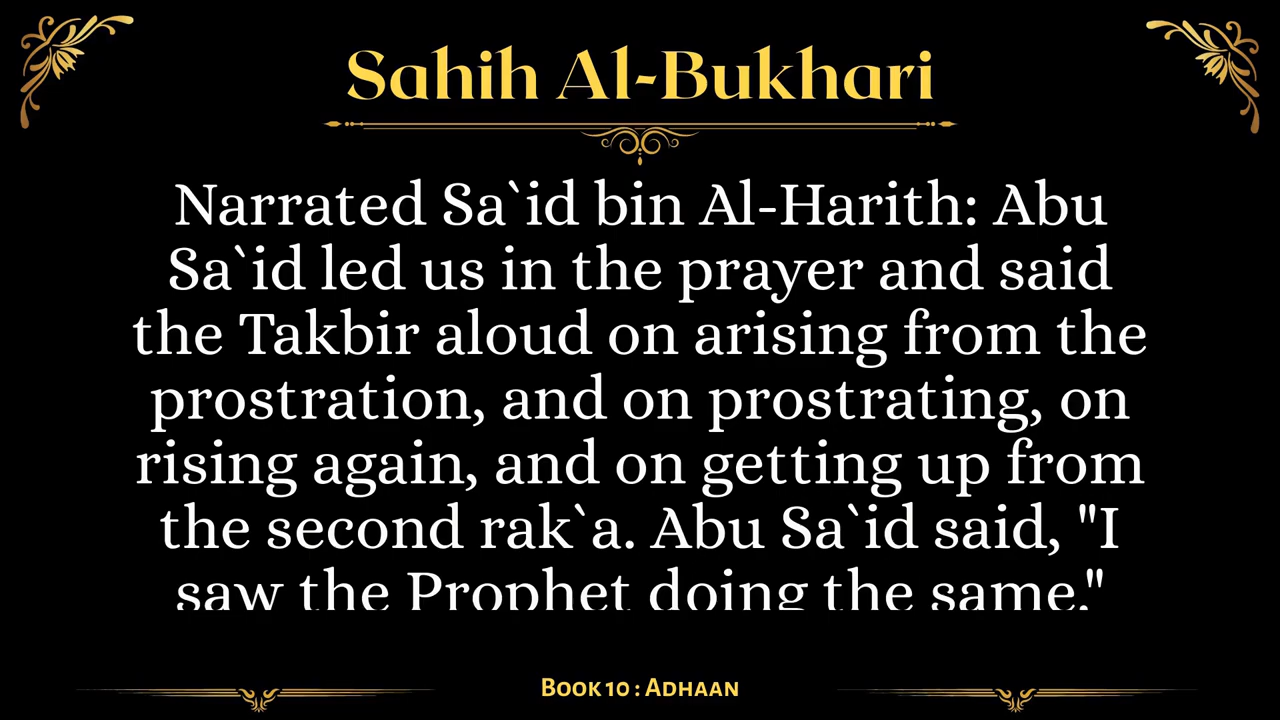 Sahih Al-Bukhari
Narrated Sa`id bin Al-Harith: Abu
Sa`id led us in the prayer and said
the Takbir aloud on arising from the
prostration, and on prostrating, on
rising again, and on getting up from
the second rak`a. Abu Sa`id said, "I
saw the Prophet doing the same."
Book 10 : Adhaan